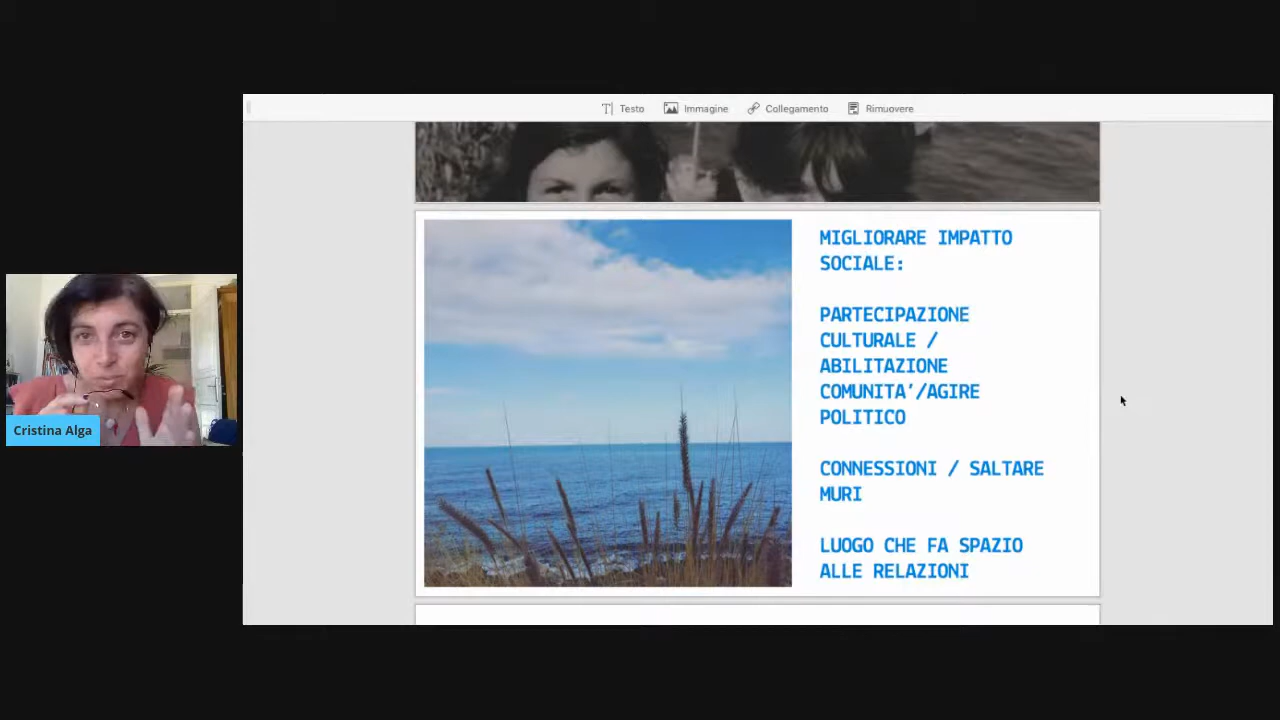 Testo Immagine Collegamento Rimuovere
MIGLIORARE IMPATTO
SOCIALE:
PARTECIPAZIONE
CULTURALE /
ABILITAZIONE
COMUNITA’/AGIRE
POLITICO
CONNESSIONI / SALTARE
MURI
LUOGO CHE FA SPAZIO
ALLE RELAZIONI
Cristina Alga